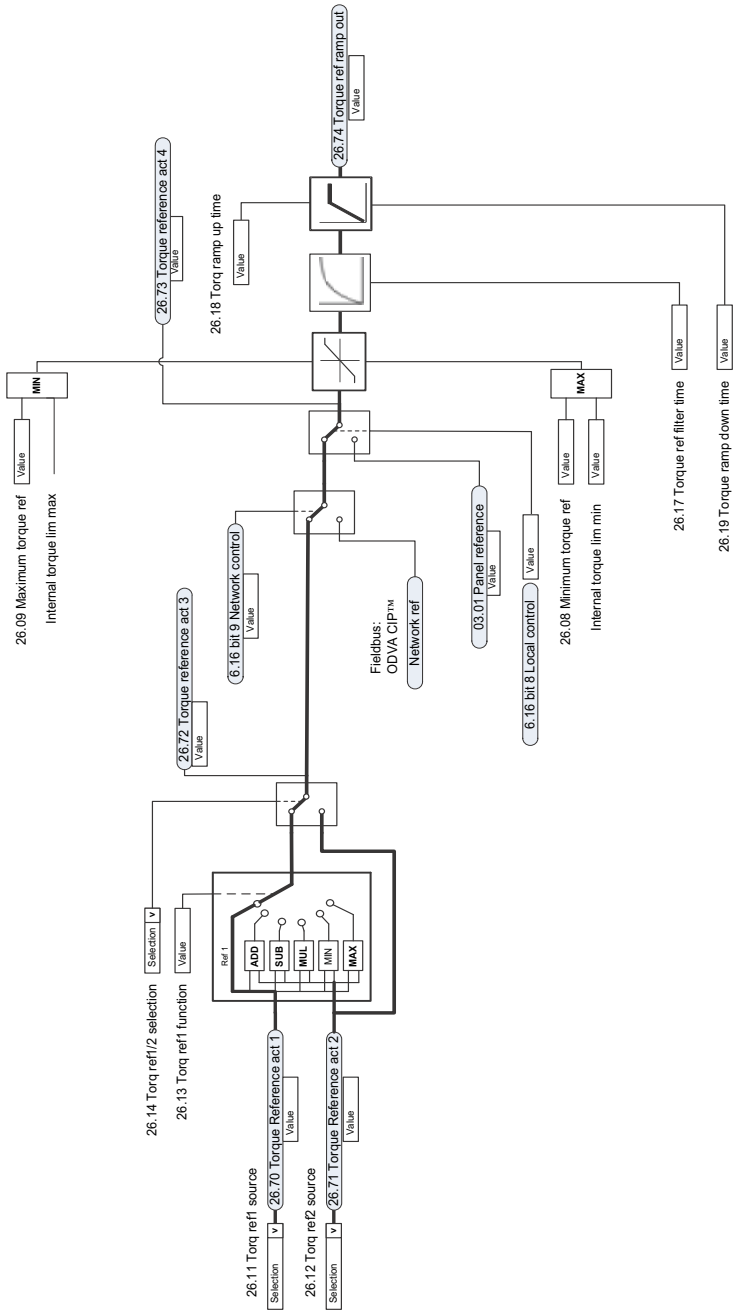 26.14 Torq ref1/2 selection
Selection v
26.13 Torq ref1 function
Value
26.11 Torq ref1 source
Selection v
26.70 Torque Reference act 1
Value
26.12 Torq ref2 source
Selection v
26.71 Torque Reference act 2
Value
Ref 1
ADD
SUB
MUL
MIN
MAX
26.72 Torque reference act 3
Value
6.16 bit 9 Network control
Value
Fieldbus:
ODVA CIP™
Network ref
03.01 Panel reference
Value
6.16 bit 8 Local control
Value
26.09 Maximum torque ref
Value
Internal torque lim max
MIN
26.73 Torque reference act 4
Value
26.08 Minimum torque ref
Value
Internal torque lim min
Value
MAX
26.18 Torq ramp up time
Value
26.17 Torque ref filter time
Value
26.19 Torque ramp down time
Value
26.74 Torque ref ramp out
Value